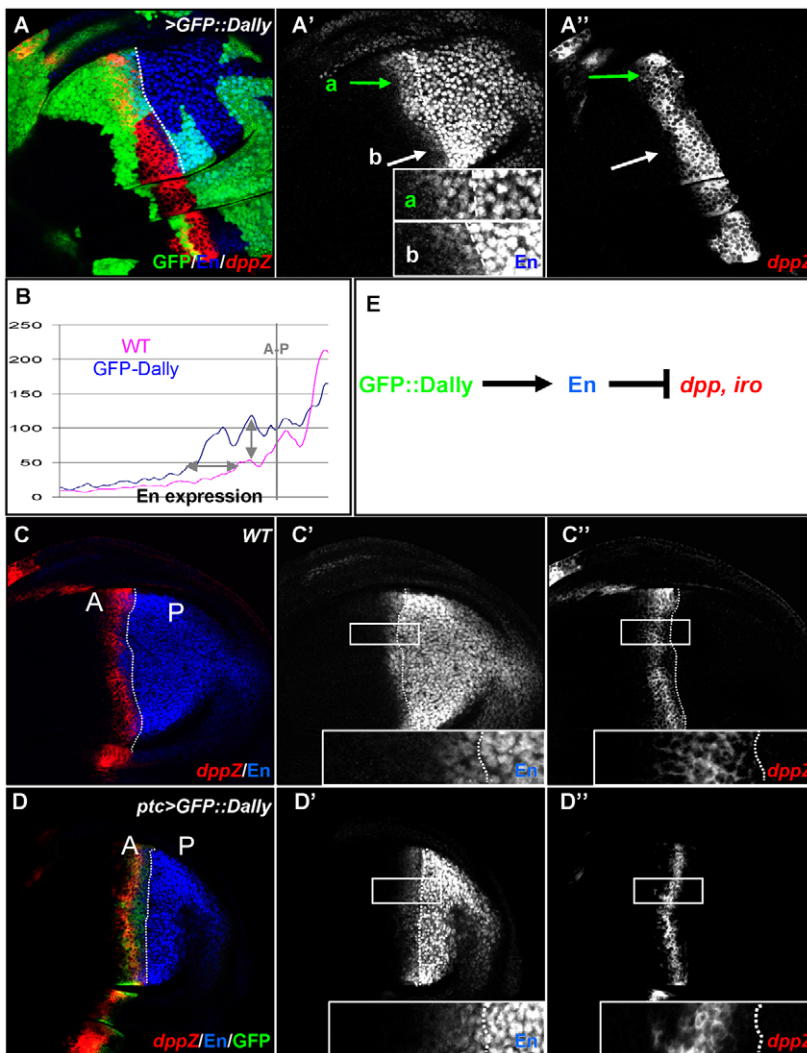 A
>GFP::Dally
GFP/En/dppZ
A'
a
b
a
b
En
A''
dppZ
B
250
200
150
100
50
0
WT
GFP-Dally
A-P
En expression
E
GFP::Dally
En
dpp, iro
C
WT
A
P
dppZ/En
C'
En
C''
dppZ
D
ptc>GFP::Dally
A
P
dppZ/En/GFP
D'
En
D''
dppZ